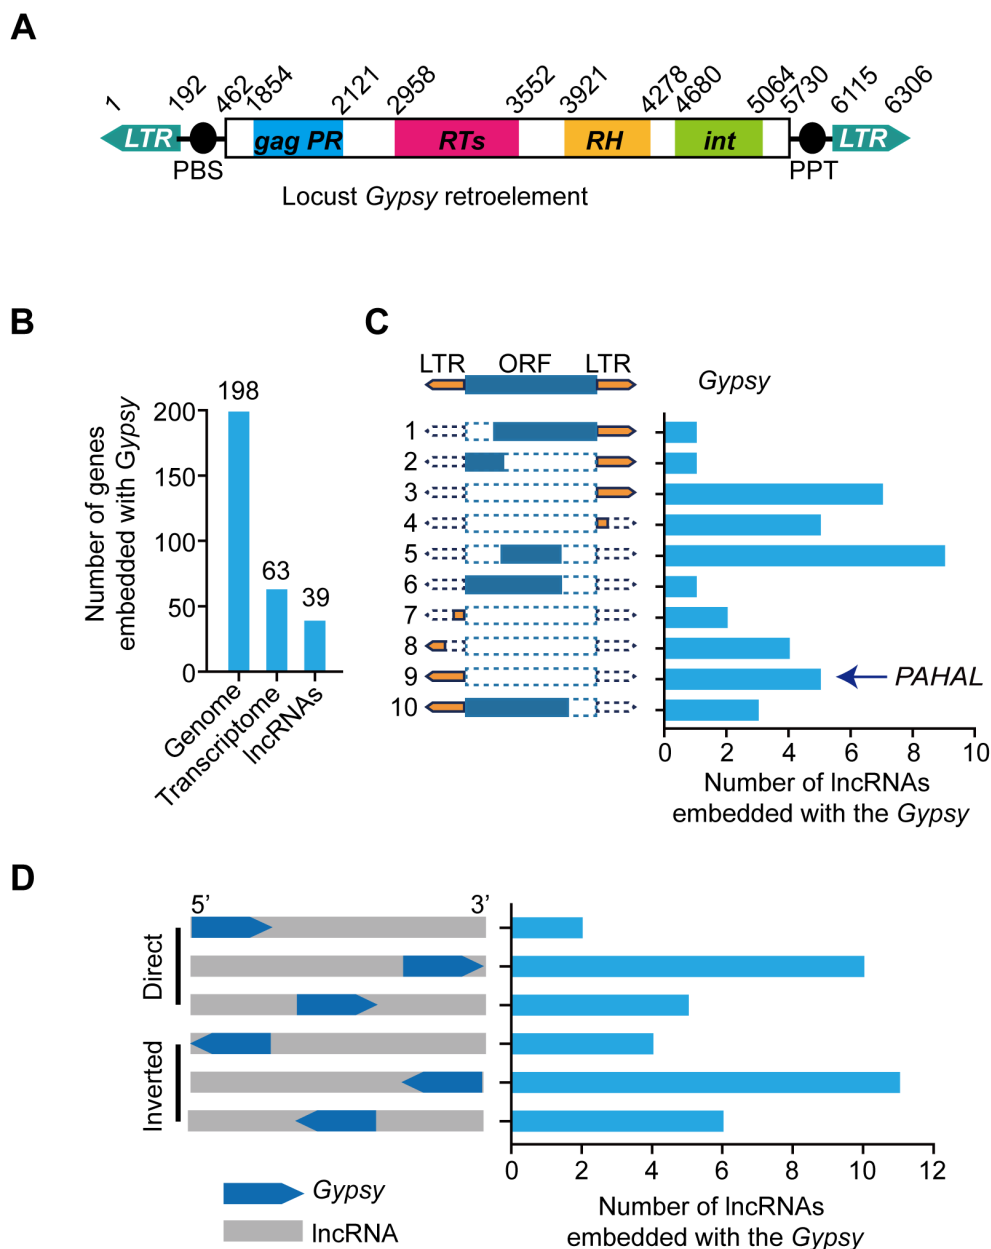 A
1 192 462 1854 2121 2958 3552 3921 4278 4680 5064 5730 6115 6306
LTR gag PR RTs RH int LTR
PBS PPT
Locust Gypsy retroelement
B
Number of genes
embedded with Gypsy
200
150
100
50
0
198
63
39
Genome
Transcriptome
lncRNAs
C
LTR ORF LTR
Gypsy
1
2
3
4
5
6
7
8
9
10
PAHAL
0 2 4 6 8 10
Number of lncRNAs
embedded with the Gypsy
D
5’ 3’
Direct
Inverted
Gypsy
lncRNA
0 2 4 6 8 10 12
Number of lncRNAs
embedded with the Gypsy